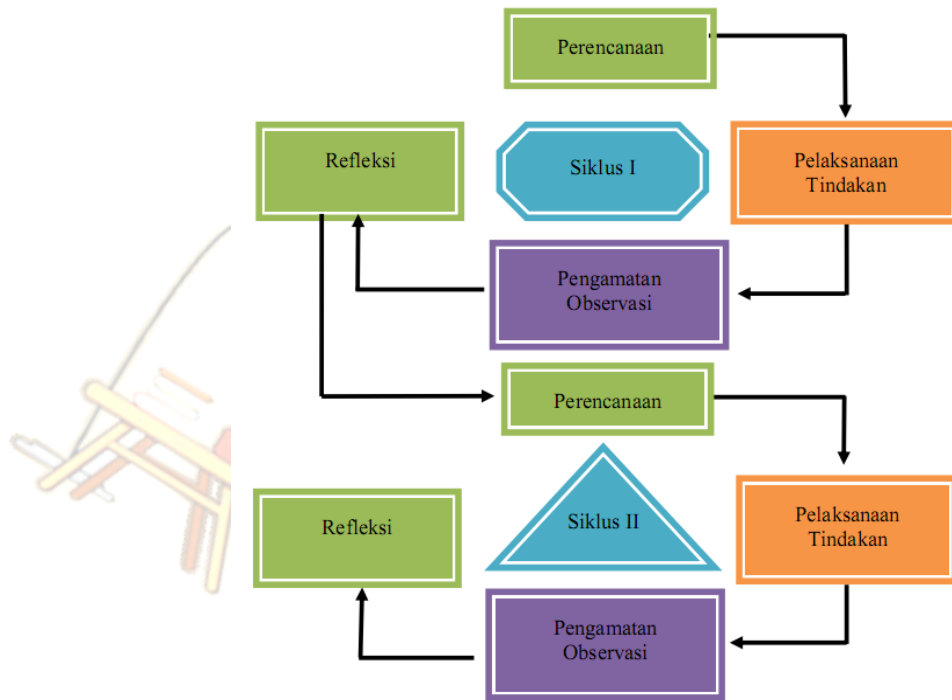 Perencanaan
Refleksi
Siklus I
Pelaksanaan
Tindakan
Pengamatan
Observasi
Perencanaan
Refleksi
Siklus II
Pelaksanaan
Tindakan
Pengamatan
Observasi